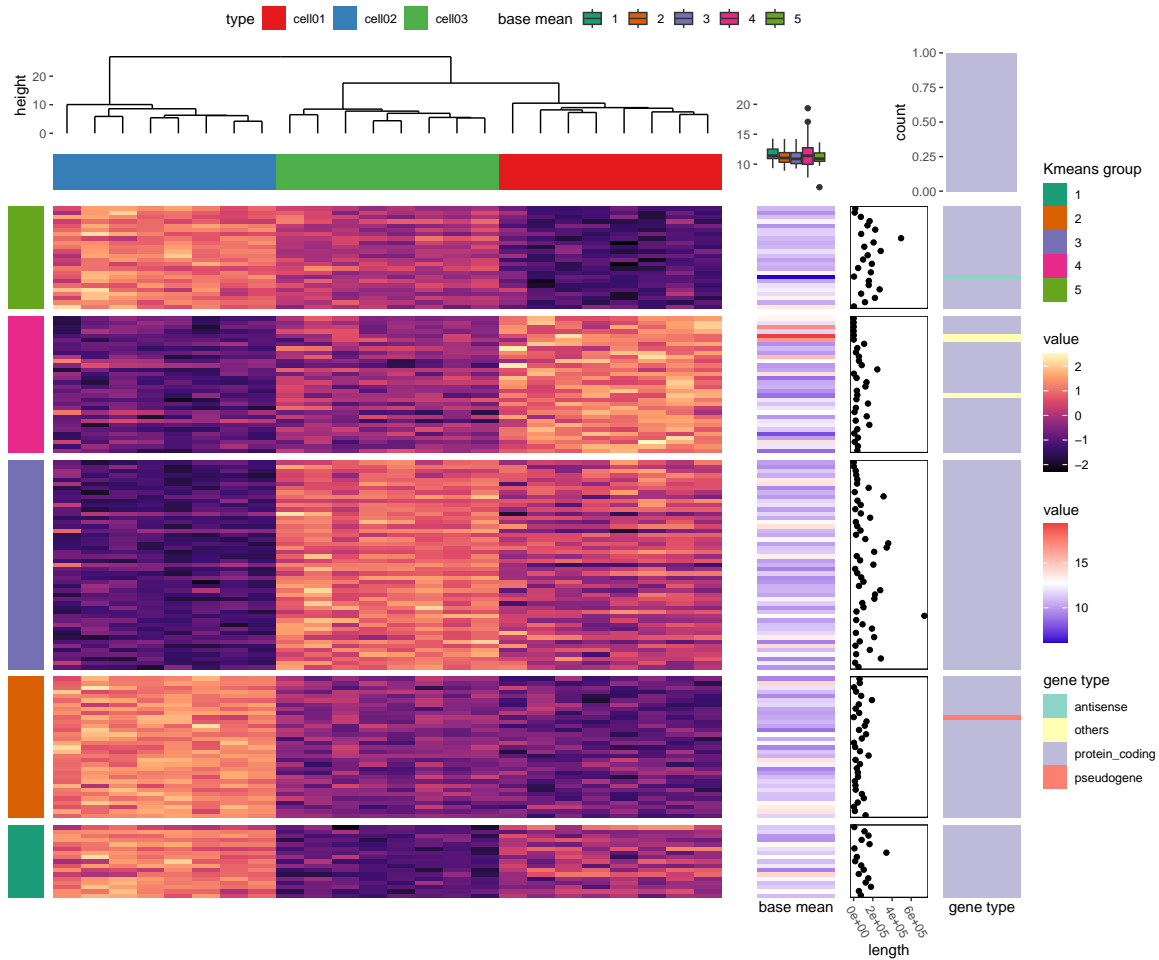 type cell01 cell02 cell03 base mean 1 2 3 4 5
height
20
10
0
20
15
10
count
1.00
0.75
0.50
0.25
0.00
Kmeans group
1
2
3
4
5
value
2
1
0
−1
−2
value
15
10
gene type
antisense
others
protein_coding
pseudogene
base mean
0e+00
2e+05
4e+05
6e+05
length
gene type